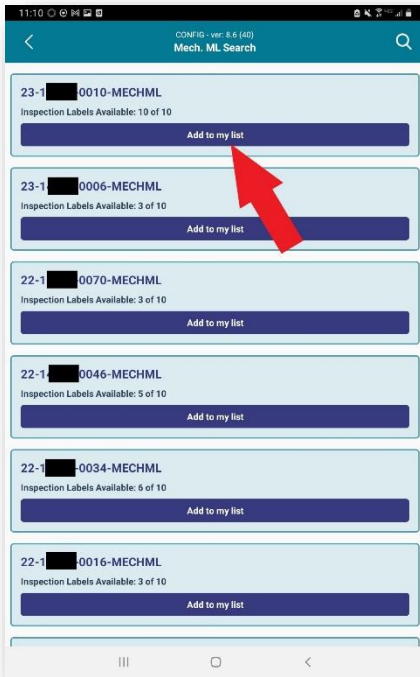 11:10
CONFIG - ver: 8.6 (40)
Mech. ML Search
23-1 -0010-MECHML
Inspection Labels Available: 10 of 10
Add to my list
23-1 0006-MECHML
Inspection Labels Available: 3 of 10
Add to my list
22-1 -0070-MECHML
Inspection Labels Available: 3 of 10
Add to my list
22-1 0046-MECHML
Inspection Labels Available: 5 of 10
Add to my list
22-1 -0034-MECHML
Inspection Labels Available: 6 of 10
Add to my list
22-1 -0016-MECHML
Inspection Labels Available: 3 of 10
Add to my list